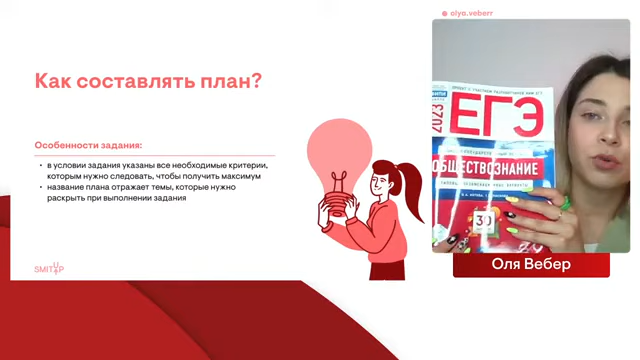 olya.veberr
Как составлять план?
Особенности задания:
• в условии задания указаны все необходимые критерии,
которым нужно следовать, чтобы получить максимум
• название плана отражает темы, которые нужно
раскрыть при выполнении задания
SMITUP
2023
ЕГЭ
ОБЩЕСТВОЗНАНИЕ
30
Оля Вебер